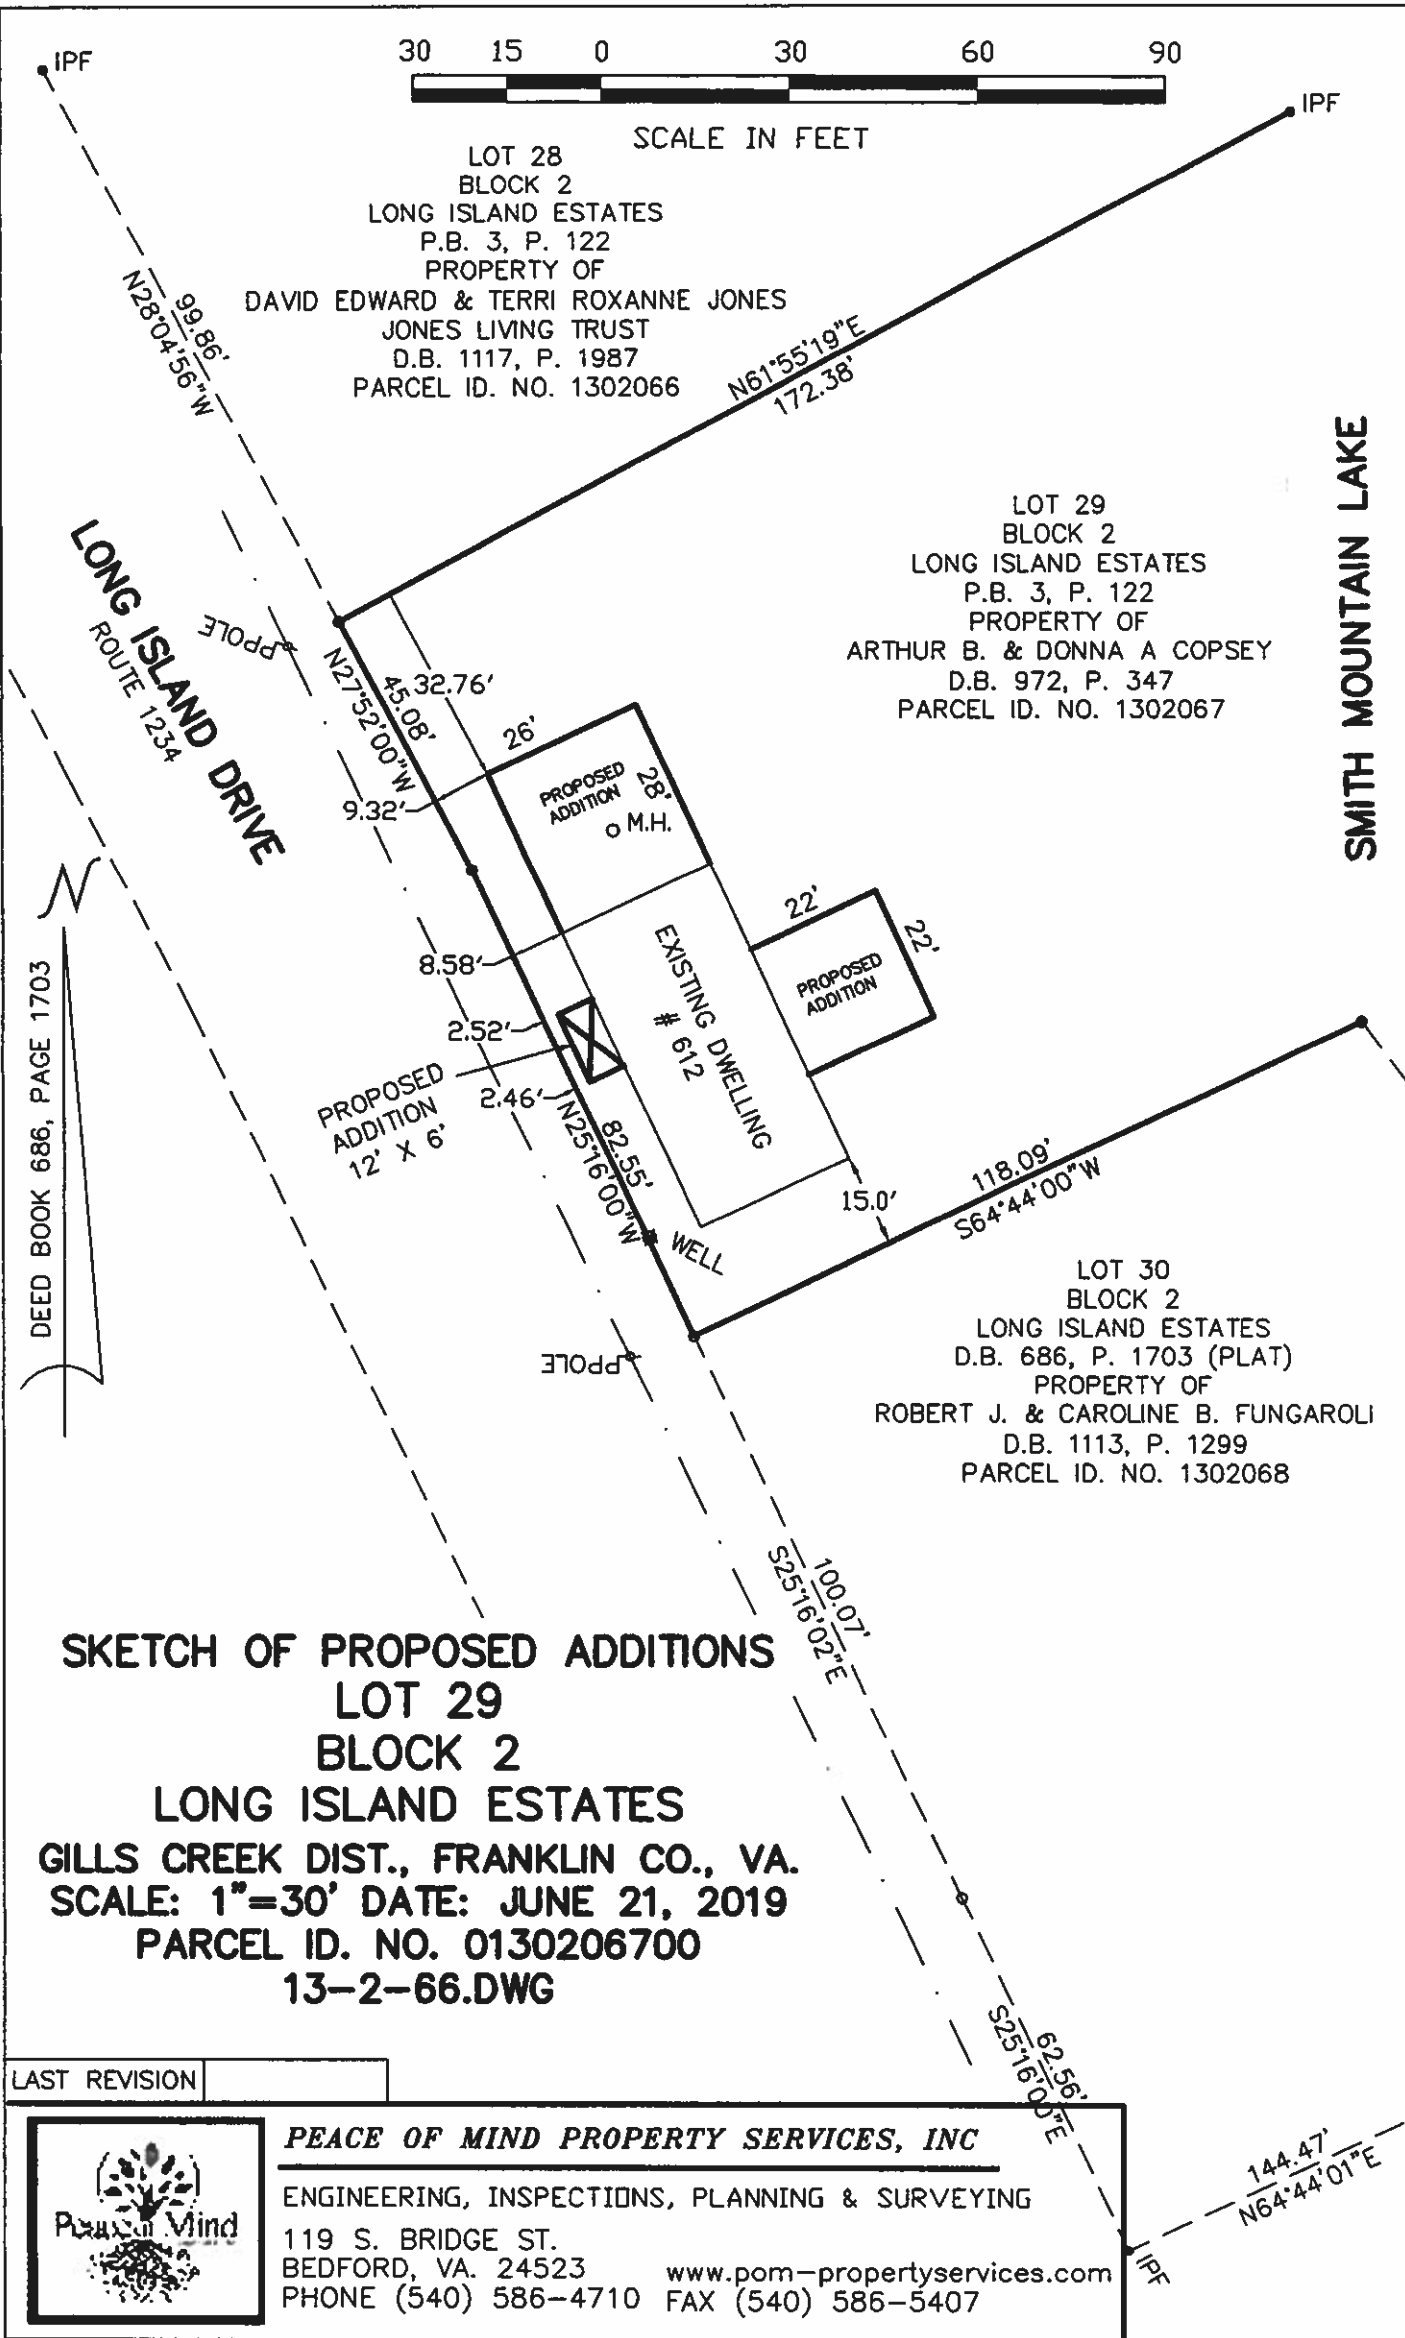 30 15 0 30 60 90
SCALE IN FEET
IPF
IPF
LOT 28
BLOCK 2
LONG ISLAND ESTATES
P.B. 3, P. 122
PROPERTY OF
DAVID EDWARD & TERRI ROXANNE JONES
JONES LIVING TRUST
D.B. 1117, P. 1987
PARCEL ID. NO. 1302066
99.86'
N28°04'56"W
N61°55'19"E
172.38'
SMITH MOUNTAIN LAKE
LOT 29
BLOCK 2
LONG ISLAND ESTATES
P.B. 3, P. 122
PROPERTY OF
ARTHUR B. & DONNA A COPSEY
D.B. 972, P. 347
PARCEL ID. NO. 1302067
LONG ISLAND DRIVE
ROUTE 1234
PPOLE
32.76'
45.08'
N27°52'00"W
26'
28'
PROPOSED
ADDITION
M.H.
9.32'
8.58'
22'
22'
PROPOSED
ADDITION
EXISTING DWELLING
# 612
2.52'
PROPOSED
ADDITION
12' X 6'
2.46'
82.55'
N25°16'00"W
DEED BOOK 686, PAGE 1703
WELL
15.0'
118.09'
S64°44'00"W
PPOLE
LOT 30
BLOCK 2
LONG ISLAND ESTATES
D.B. 686, P. 1703 (PLAT)
PROPERTY OF
ROBERT J. & CAROLINE B. FUNGAROLI
D.B. 1113, P. 1299
PARCEL ID. NO. 1302068
100.07'
S25°16'02"E
SKETCH OF PROPOSED ADDITIONS
LOT 29
BLOCK 2
LONG ISLAND ESTATES
GILLS CREEK DIST., FRANKLIN CO., VA.
SCALE: 1"=30' DATE: JUNE 21, 2019
PARCEL ID. NO. 0130206700
13-2-66.DWG
62.56'
S25°16'00"E
144.47'
N64°44'01"E
IPF
LAST REVISION
Peace of Mind
PEACE OF MIND PROPERTY SERVICES, INC
ENGINEERING, INSPECTIONS, PLANNING & SURVEYING
119 S. BRIDGE ST.
BEDFORD, VA. 24523 www.pom-propertyservices.com
PHONE (540) 586-4710 FAX (540) 586-5407